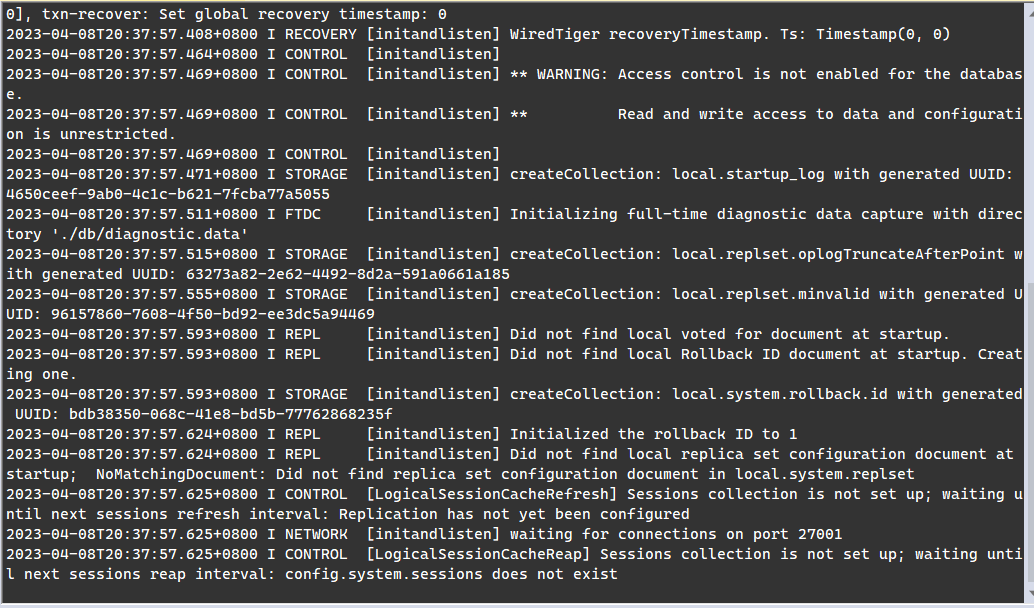 0], txn-recover: Set global recovery timestamp: 0
2023-04-08T20:37:57.408+0800 I RECOVERY [initandlisten] WiredTiger recoveryTimestamp. Ts: Timestamp(0, 0)
2023-04-08T20:37:57.464+0800 I CONTROL  [initandlisten]
2023-04-08T20:37:57.469+0800 I CONTROL  [initandlisten] ** WARNING: Access control is not enabled for the databas
e.
2023-04-08T20:37:57.469+0800 I CONTROL  [initandlisten] **          Read and write access to data and configurati
on is unrestricted.
2023-04-08T20:37:57.469+0800 I CONTROL  [initandlisten]
2023-04-08T20:37:57.471+0800 I STORAGE  [initandlisten] createCollection: local.startup_log with generated UUID:
4650ceef-9ab0-4c1c-b621-7fcba77a5055
2023-04-08T20:37:57.511+0800 I FTDC     [initandlisten] Initializing full-time diagnostic data capture with direc
tory './db/diagnostic.data'
2023-04-08T20:37:57.515+0800 I STORAGE  [initandlisten] createCollection: local.replset.oplogTruncateAfterPoint w
ith generated UUID: 63273a82-2e62-4492-8d2a-591a0661a185
2023-04-08T20:37:57.555+0800 I STORAGE  [initandlisten] createCollection: local.replset.minvalid with generated U
UID: 96157860-7608-4f50-bd92-ee3dc5a94469
2023-04-08T20:37:57.593+0800 I REPL     [initandlisten] Did not find local voted for document at startup.
2023-04-08T20:37:57.593+0800 I REPL     [initandlisten] Did not find local Rollback ID document at startup. Creat
ing one.
2023-04-08T20:37:57.593+0800 I STORAGE  [initandlisten] createCollection: local.system.rollback.id with generated
 UUID: bdb38350-068c-41e8-bd5b-77762868235f
2023-04-08T20:37:57.624+0800 I REPL     [initandlisten] Initialized the rollback ID to 1
2023-04-08T20:37:57.624+0800 I REPL     [initandlisten] Did not find local replica set configuration document at
startup;  NoMatchingDocument: Did not find replica set configuration document in local.system.replset
2023-04-08T20:37:57.625+0800 I CONTROL  [LogicalSessionCacheRefresh] Sessions collection is not set up; waiting u
ntil next sessions refresh interval: Replication has not yet been configured
2023-04-08T20:37:57.625+0800 I NETWORK  [initandlisten] waiting for connections on port 27001
2023-04-08T20:37:57.625+0800 I CONTROL  [LogicalSessionCacheReap] Sessions collection is not set up; waiting unti
l next sessions reap interval: config.system.sessions does not exist